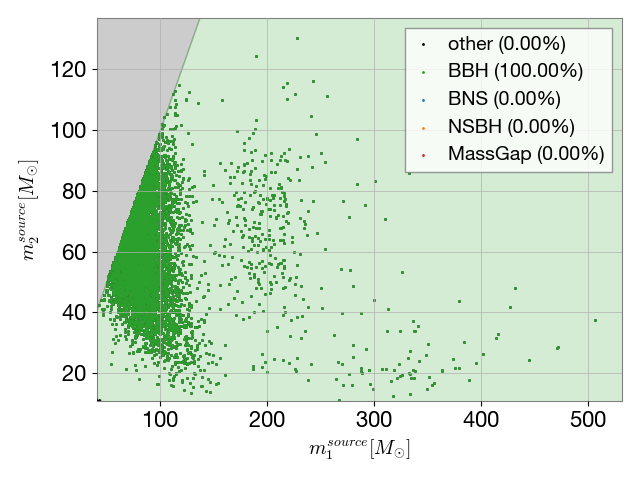 other (0.00%)
BBH (100.00%)
BNS (0.00%)
NSBH (0.00%)
MassGap (0.00%)
120
100
80
60
40
20
m_2^{source}[M_⊙]
100 200 300 400 500
m_1^{source}[M_⊙]